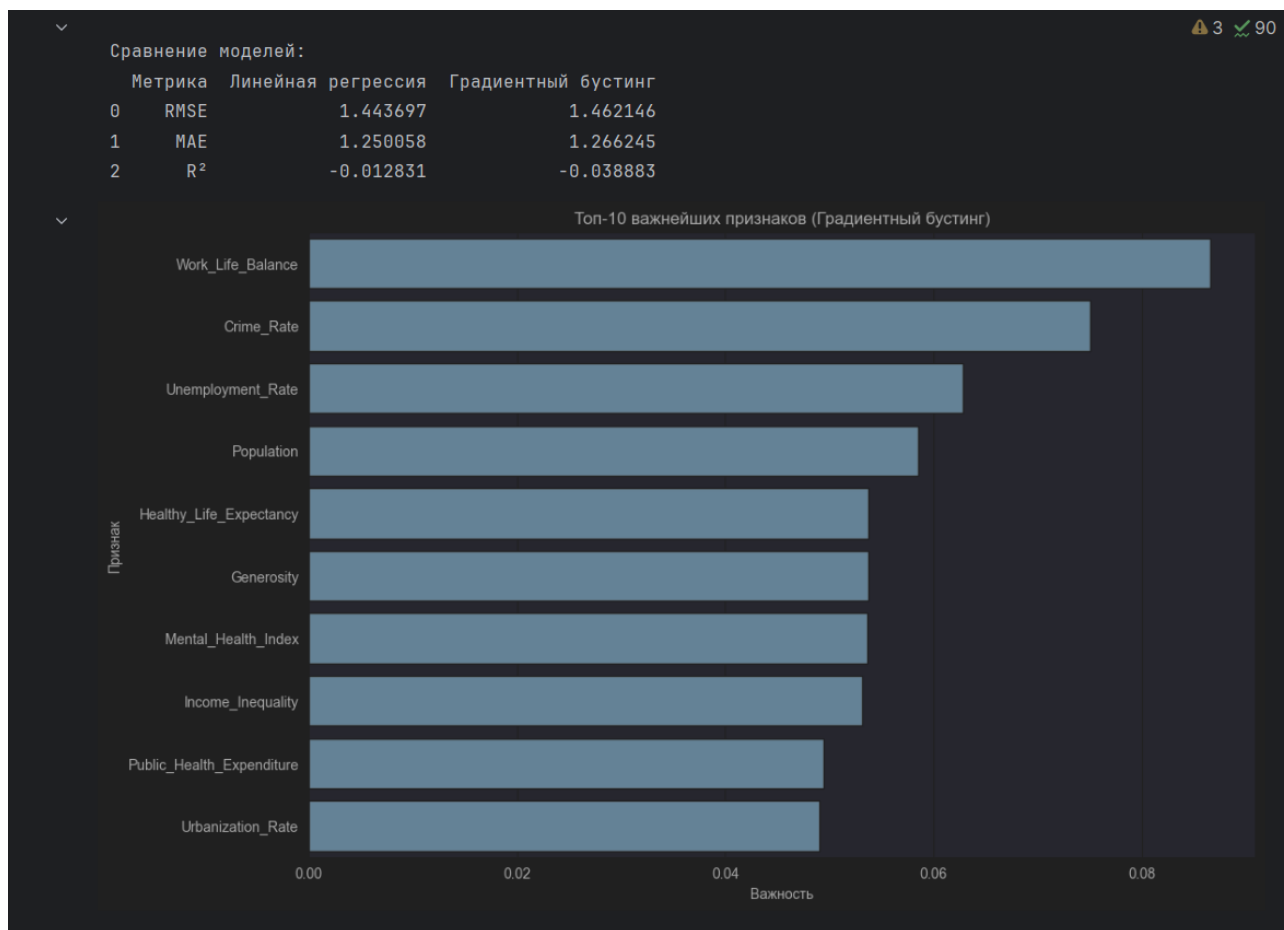 3 90
Сравнение моделей:
Метрика Линейная регрессия Градиентный бустинг
0 RMSE 1.443697 1.462146
1 MAE 1.250058 1.266245
2 R² -0.012831 -0.038883
Топ-10 важнейших признаков (Градиентный бустинг)
Work_Life_Balance
Crime_Rate
Unemployment_Rate
Population
Healthy_Life_Expectancy
Generosity
Mental_Health_Index
Income_Inequality
Public_Health_Expenditure
Urbanization_Rate
Признак
0.00 0.02 0.04 0.06 0.08
Важность